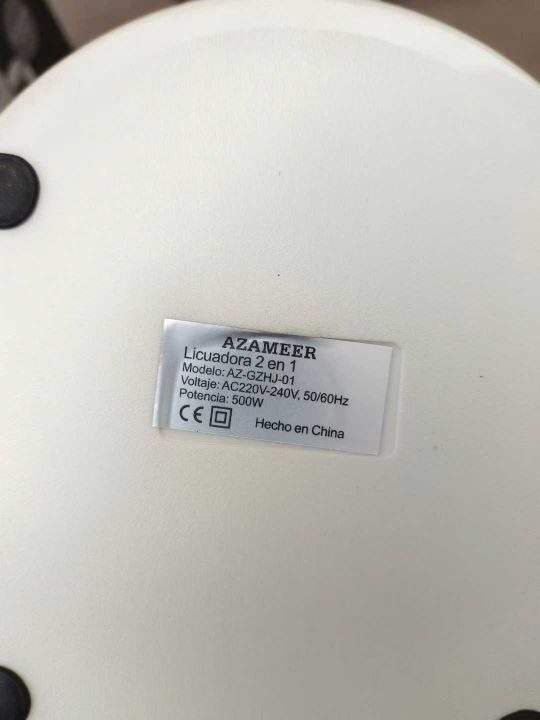 AZAMEER
Licuadora 2 en 1
Modelo: AZ-GZHJ-01
Voltaje: AC220V-240V, 50/60Hz
Potencia: 500W
CE Hecho en China